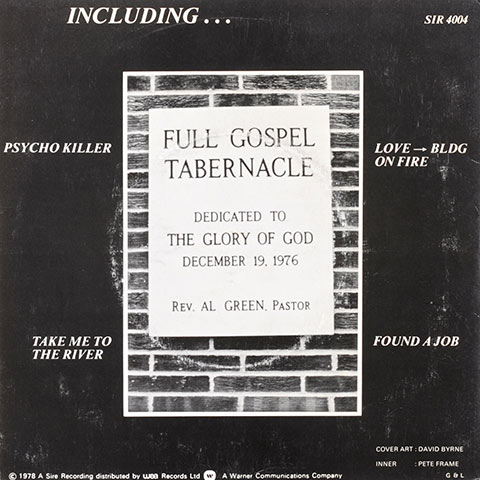 INCLUDING...
SIR 4004
PSYCHO KILLER
LOVE → BLDG
ON FIRE
FULL GOSPEL
TABERNACLE
DEDICATED TO
THE GLORY OF GOD
DECEMBER 19, 1976
REV. AL GREEN, PASTOR
TAKE ME TO
THE RIVER
FOUND A JOB
COVER ART : DAVID BYRNE
INNER : PETE FRAME
G & L
℗ 1978 A Sire Recording distributed by wea Records Ltd W A Warner Communications Company